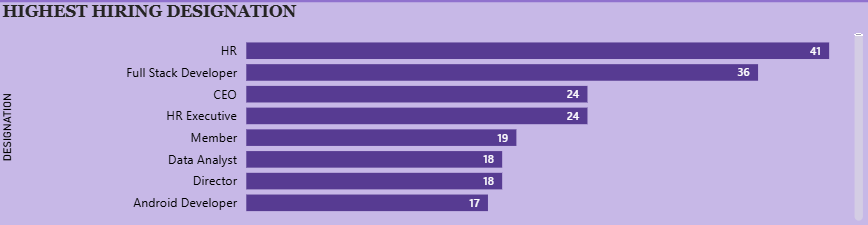 HIGHEST HIRING DESIGNATION
DESIGNATION
HR 41
Full Stack Developer 36
CEO 24
HR Executive 24
Member 19
Data Analyst 18
Director 18
Android Developer 17